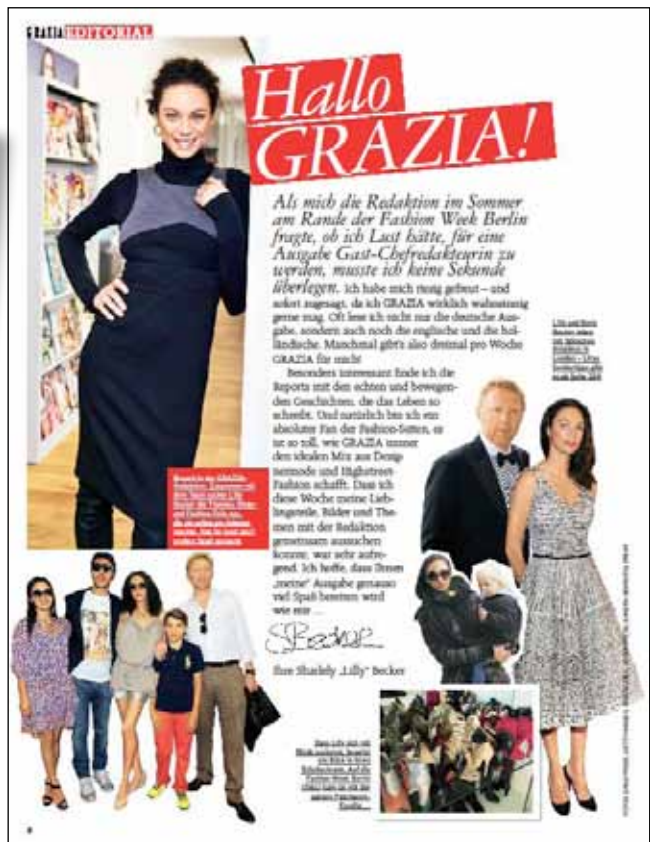 GRAZIA EDITORIAL
Hallo
GRAZIA!
Als mich die Redaktion im Sommer
am Rande der Fashion Week Berlin
fragte, ob ich Lust hätte, für eine
Ausgabe Gast-Chefredakteurin zu
werden, musste ich keine Sekunde
überlegen. Ich habe mich riesig gefreut – und
sofort zugesagt, da ich GRAZIA wirklich wahnsinnig
gerne mag. Oft lese ich nicht nur die deutsche Aus-
gabe, sondern auch noch die englische und die hol-
ländische. Manchmal gibt's also dreimal pro Woche
GRAZIA für mich!
Besonders interessant finde ich die
Reports mit den echten und bewegen-
den Geschichten, die das Leben so
schreibt. Und natürlich bin ich ein
absoluter Fan der Fashion-Seiten, es
ist so toll, wie GRAZIA immer
den idealen Mix aus Desig-
nermode und Highstreet-
Fashion schafft. Dass ich
diese Woche meine Lieb-
lingsteile, Bilder und The-
men mit der Redaktion
gemeinsam aussuchen
konnte, war sehr aufre-
gend. Ich hoffe, dass Ihnen
„meine“ Ausgabe genauso
viel Spaß bereiten wird
wie mir ...
SBecker
Ihre Sharlely „Lilly“ Becker